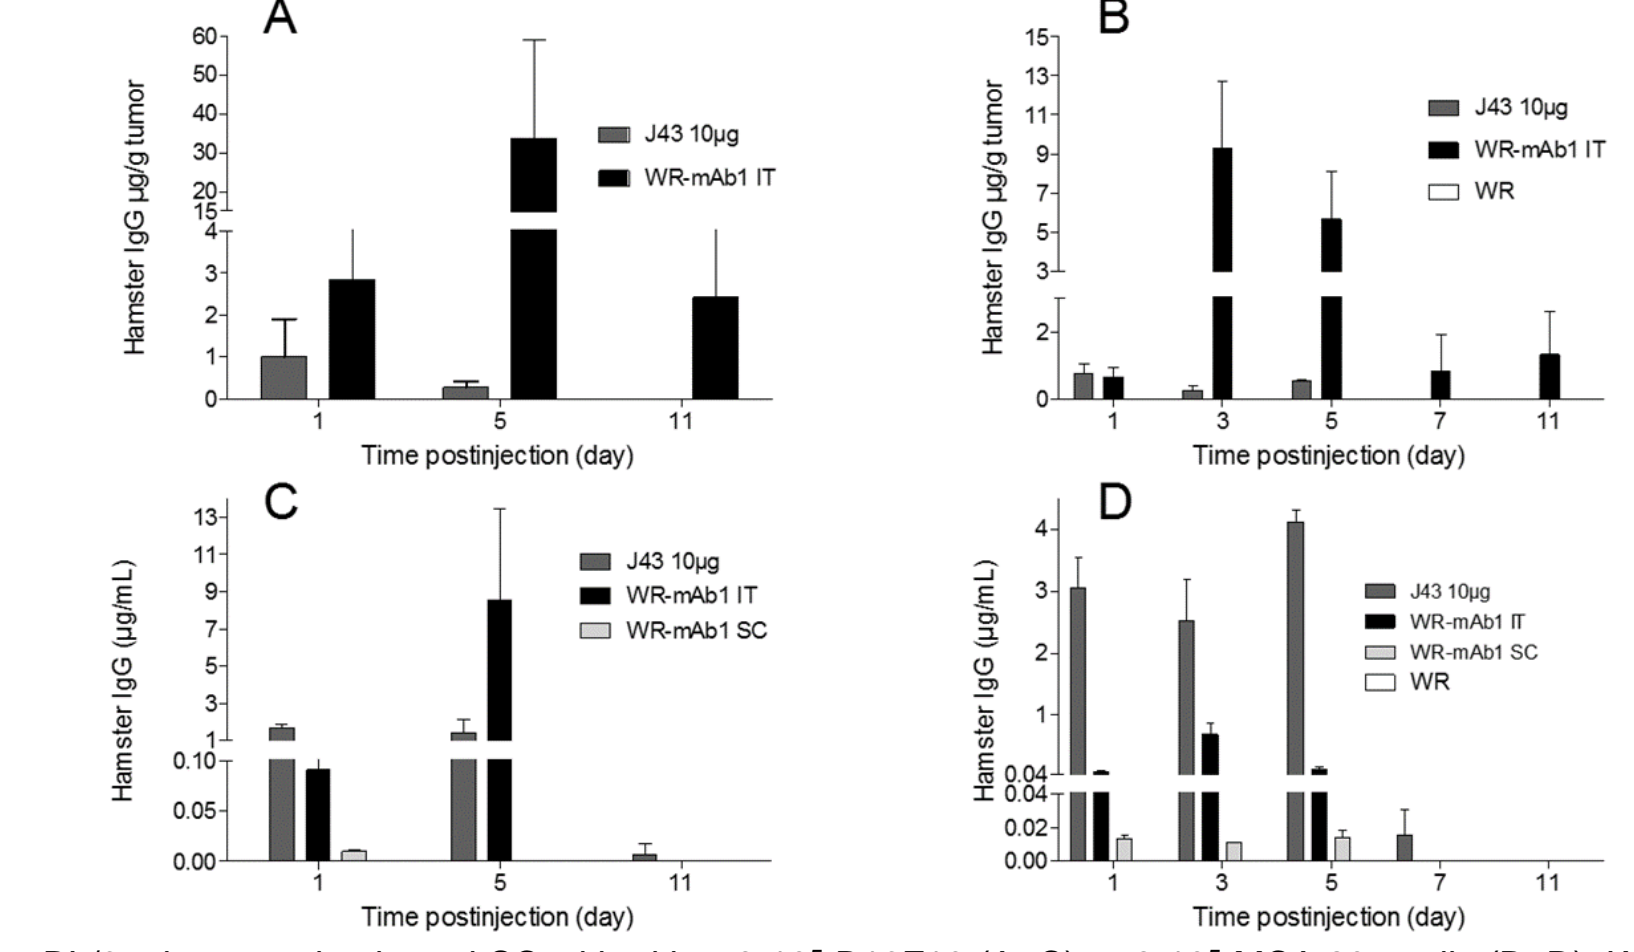 A
60
50
40
30
20
15
4
3
2
1
0
Hamster IgG µg/g tumor
J43 10µg
WR-mAb1 IT
1 5 11
Time postinjection (day)
B
15
13
11
9
7
5
3
2
0
Hamster IgG µg/g tumor
J43 10µg
WR-mAb1 IT
WR
1 3 5 7 11
Time postinjection (day)
C
13
11
9
7
5
3
1
0.10
0.05
0.00
Hamster IgG (µg/mL)
J43 10µg
WR-mAb1 IT
WR-mAb1 SC
1 5 11
Time postinjection (day)
D
4
3
2
1
0.04
0.04
0.02
0.00
Hamster IgG (µg/mL)
J43 10µg
WR-mAb1 IT
WR-mAb1 SC
WR
1 3 5 7 11
Time postinjection (day)